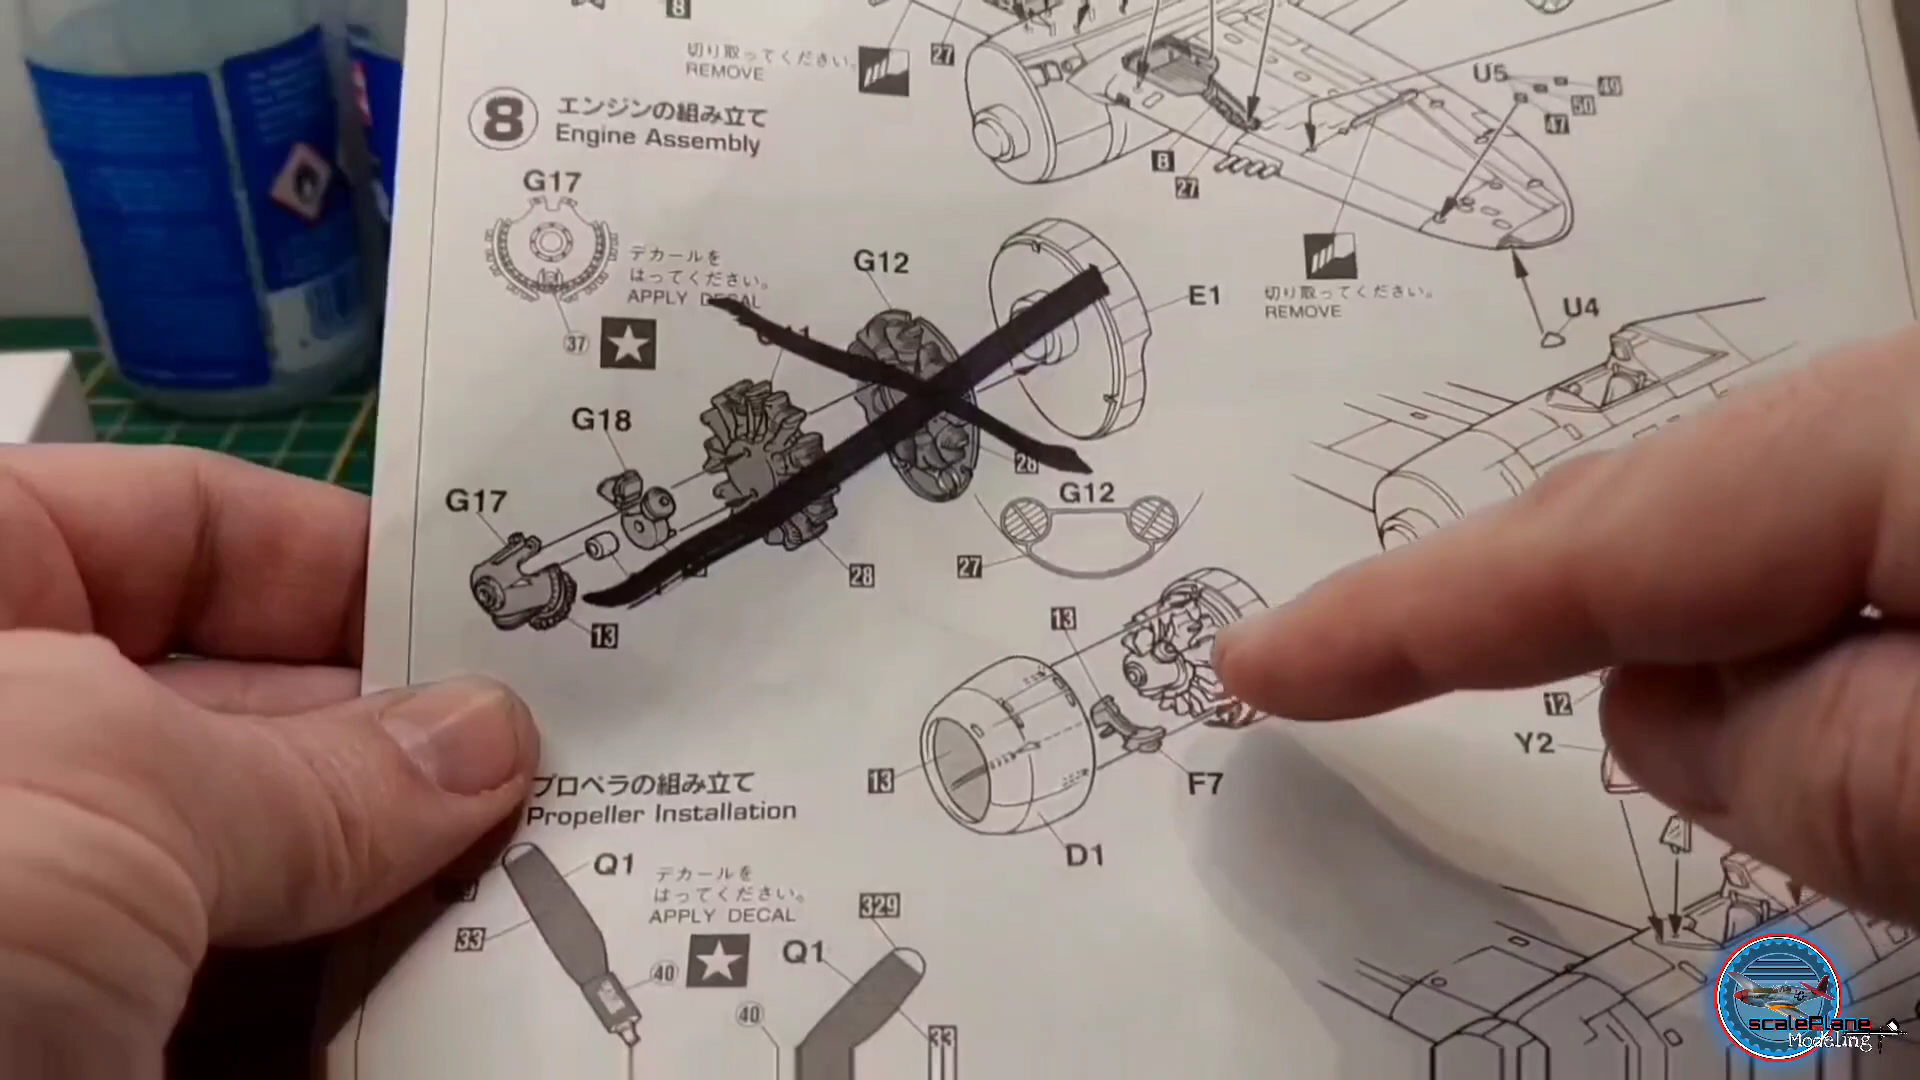 8
27
切り取ってください。
REMOVE
8
エンジンの組み立て
Engine Assembly
U5
49
50
47
8
27
G17
デカールを
はってください。
APPLY DECAL
37
G12
E1
切り取ってください。
REMOVE
U4
G18
28
G12
G17
27
28
13
13
12
Y2
13
F7
D1
プロペラの組み立て
Propeller Installation
Q1
デカールを
はってください。
APPLY DECAL
329
33
40
Q1
40
33
scalePlane
Modeling